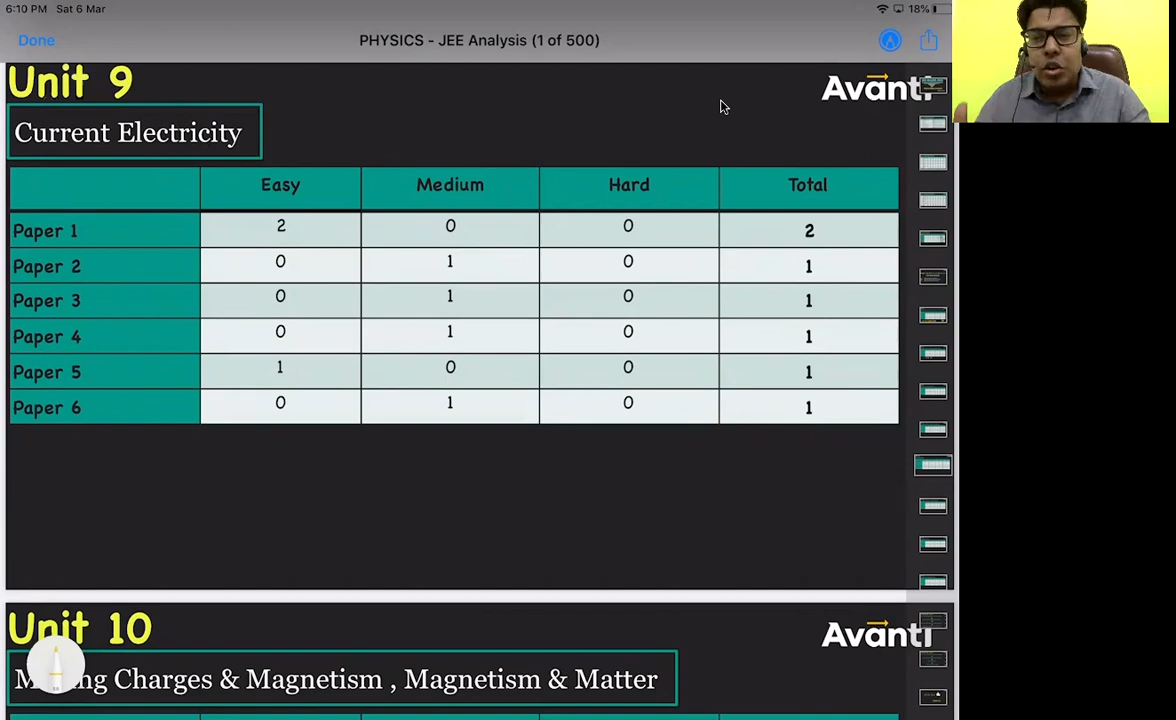 6:10 PM Sat 6 Mar 18%
Done PHYSICS - JEE Analysis (1 of 500)
Unit 9
Avanti
Current Electricity
Easy Medium Hard Total
Paper 1 2 0 0 2
Paper 2 0 1 0 1
Paper 3 0 1 0 1
Paper 4 0 1 0 1
Paper 5 1 0 0 1
Paper 6 0 1 0 1
Unit 10
Avanti
Charges & Magnetism , Magnetism & Matter